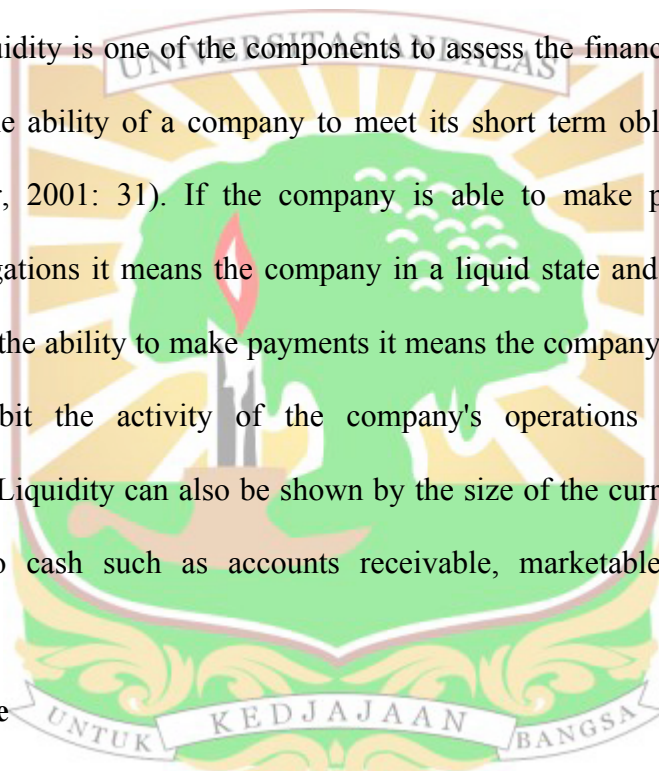 UNIVERSITAS ANDALAS
uidity is one of the components to assess the financ
e ability of a company to meet its short term obl
, 2001: 31). If the company is able to make p
gations it means the company in a liquid state and
the ability to make payments it means the company
bit the activity of the company's operations
Liquidity can also be shown by the size of the curr
o cash such as accounts receivable, marketable
e
UNTUK KEDJAJAAN BANGSA